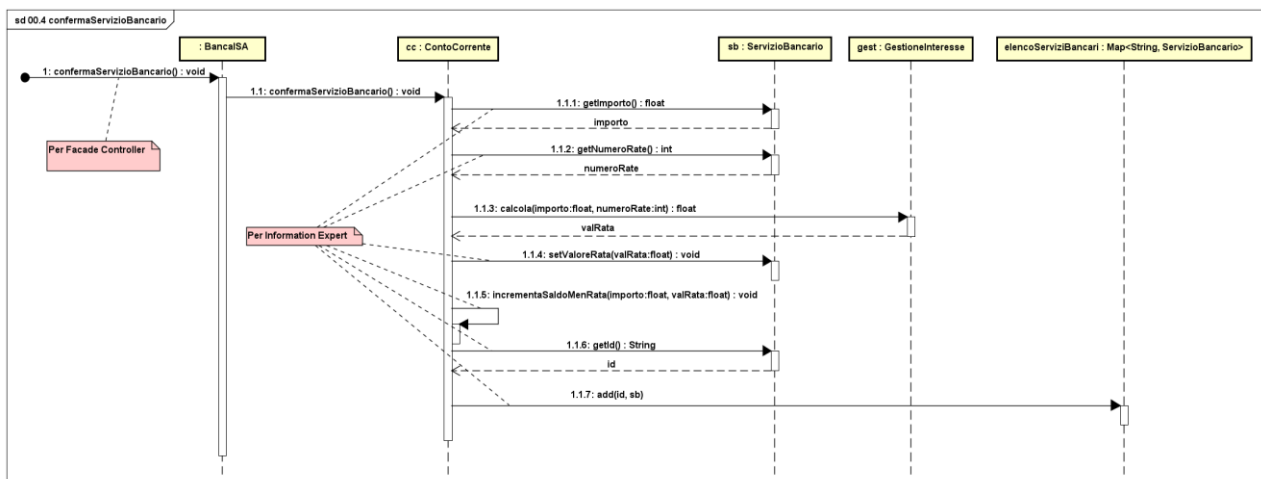 sd 00.4 confermaServizioBancario
: BancaISA
cc : ContoCorrente
sb : ServizioBancario
gest : GestioneInteresse
elencoServiziBancari : Map<String, ServizioBancario>
1: confermaServizioBancario() : void
1.1: confermaServizioBancario() : void
1.1.1: getImporto() : float
importo
Per Facade Controller
1.1.2: getNumeroRate() : int
numeroRate
1.1.3: calcola(importo:float, numeroRate:int) : float
valRata
Per Information Expert
1.1.4: setValoreRata(valRata:float) : void
1.1.5: incrementaSaldoMenRata(importo:float, valRata:float) : void
1.1.6: getId() : String
id
1.1.7: add(id, sb)